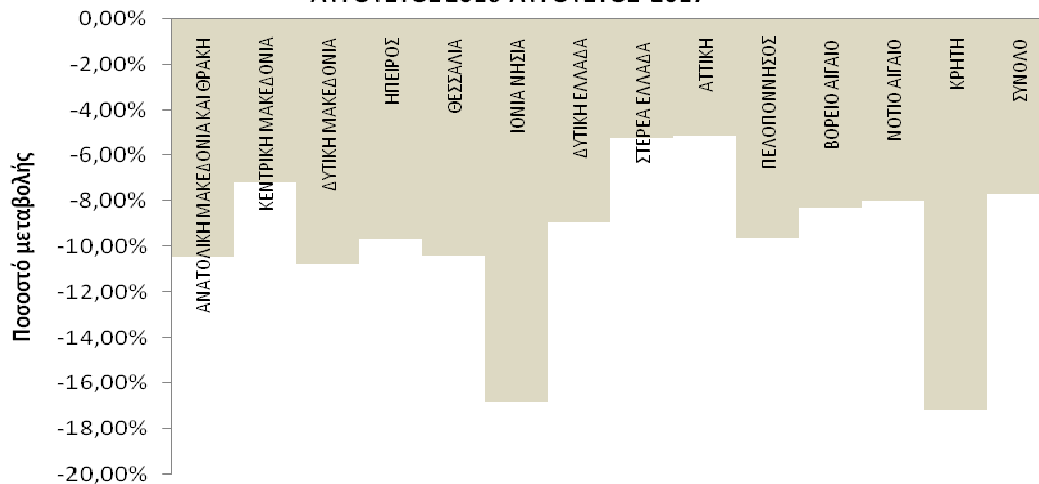 0,00%
-2,00%
-4,00%
-6,00%
-8,00%
-10,00%
-12,00%
-14,00%
-16,00%
-18,00%
-20,00%
Ποσοστό μεταβολής
ΑΝΑΤΟΛΙΚΗ ΜΑΚΕΔΟΝΙΑ ΚΑΙ ΘΡΑΚΗ
ΚΕΝΤΡΙΚΗ ΜΑΚΕΔΟΝΙΑ
ΔΥΤΙΚΗ ΜΑΚΕΔΟΝΙΑ
ΗΠΕΙΡΟΣ
ΘΕΣΣΑΛΙΑ
ΙΟΝΙΑ ΝΗΣΙΑ
ΔΥΤΙΚΗ ΕΛΛΑΔΑ
ΣΤΕΡΕΑ ΕΛΛΑΔΑ
ΑΤΤΙΚΗ
ΠΕΛΟΠΟΝΝΗΣΟΣ
ΒΟΡΕΙΟ ΑΙΓΑΙΟ
ΝΟΤΙΟ ΑΙΓΑΙΟ
ΚΡΗΤΗ
ΣΥΝΟΛΟ